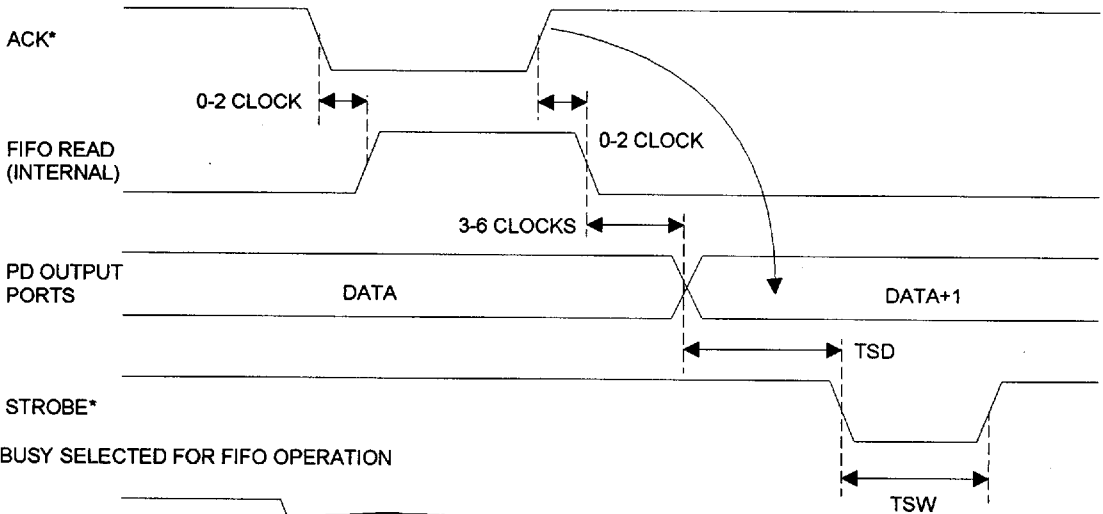 ACK*
0-2 CLOCK
0-2 CLOCK
FIFO READ
(INTERNAL)
3-6 CLOCKS
PD OUTPUT
PORTS
DATA
DATA+1
TSD
STROBE*
BUSY SELECTED FOR FIFO OPERATION
TSW